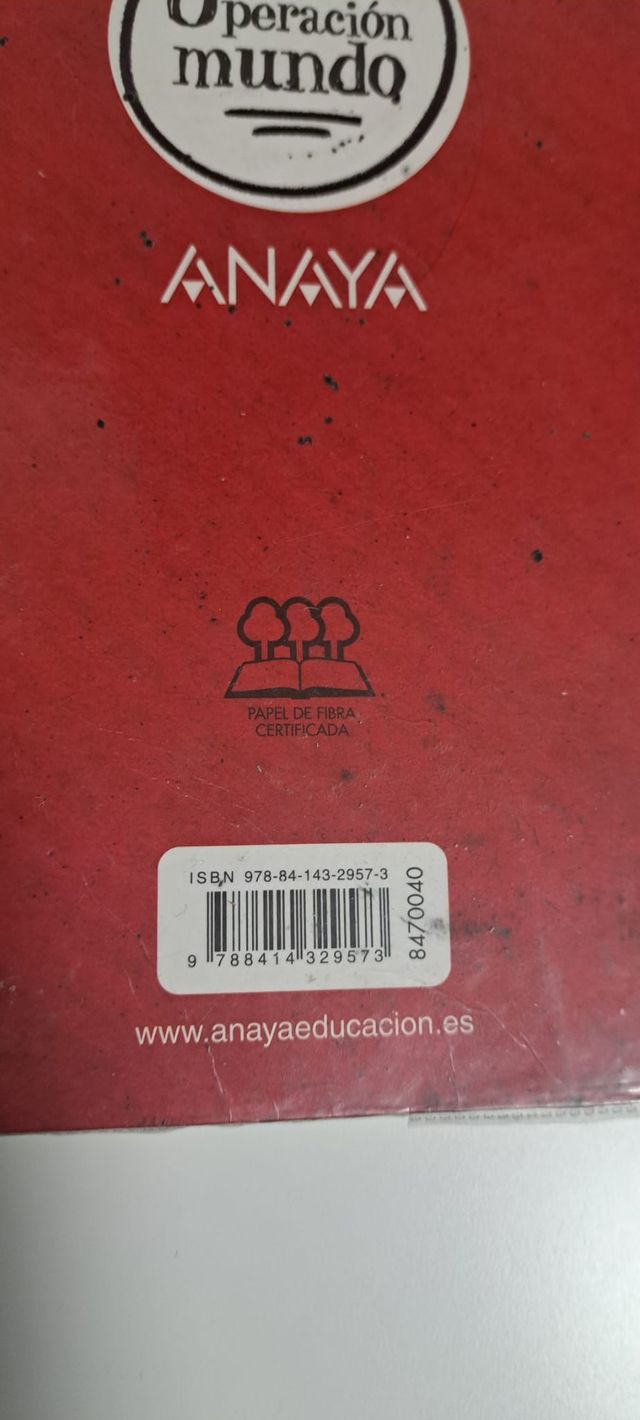 Operación
mundo
ANAYA
PAPEL DE FIBRA
CERTIFICADA
ISBN 978-84-143-2957-3
8470040
9 788414 329573
www.anayaeducacion.es